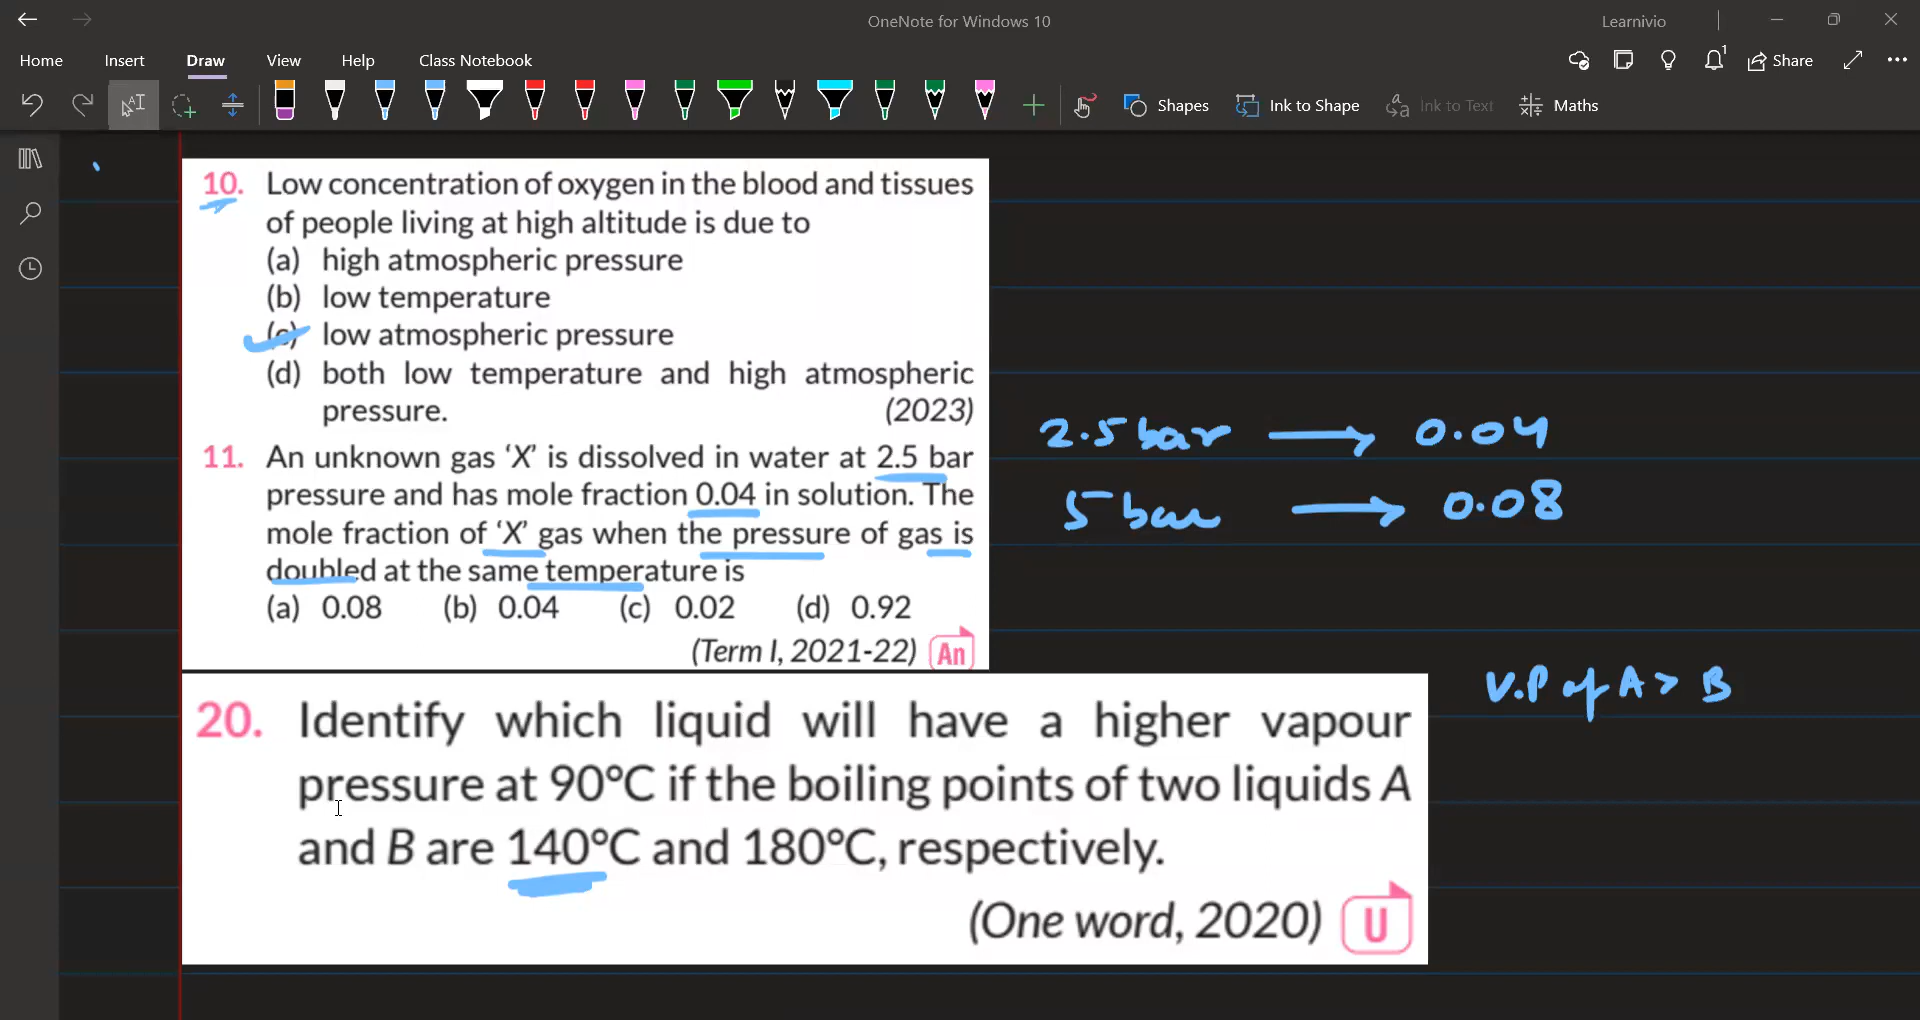 OneNote for Windows 10
Learnivio
Home Insert Draw View Help Class Notebook
1
Share
Shapes Ink to Shape Ink to Text Maths
10. Low concentration of oxygen in the blood and tissues
of people living at high altitude is due to
(a) high atmospheric pressure
(b) low temperature
(c) low atmospheric pressure
(d) both low temperature and high atmospheric
pressure. (2023)
11. An unknown gas ‘X’ is dissolved in water at 2.5 bar
pressure and has mole fraction 0.04 in solution. The
mole fraction of ‘X’ gas when the pressure of gas is
doubled at the same temperature is
(a) 0.08 (b) 0.04 (c) 0.02 (d) 0.92
(Term I, 2021-22) An
2.5 bar → 0.04
5 bar → 0.08
20. Identify which liquid will have a higher vapour
pressure at 90°C if the boiling points of two liquids A
and B are 140°C and 180°C, respectively.
(One word, 2020) U
V.P of A > B